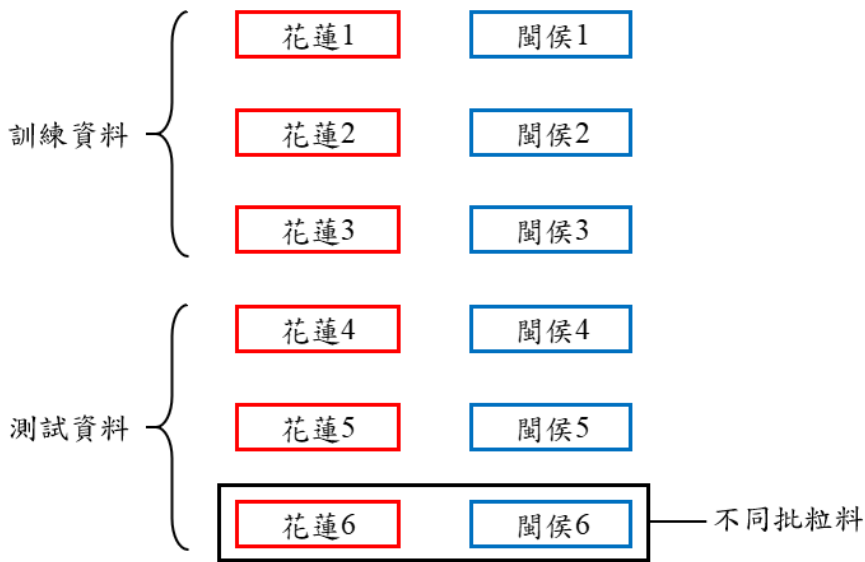 花蓮1 閩侯1
訓練資料
花蓮2 閩侯2
花蓮3 閩侯3
花蓮4 閩侯4
測試資料
花蓮5 閩侯5
花蓮6 閩侯6
不同批粒料